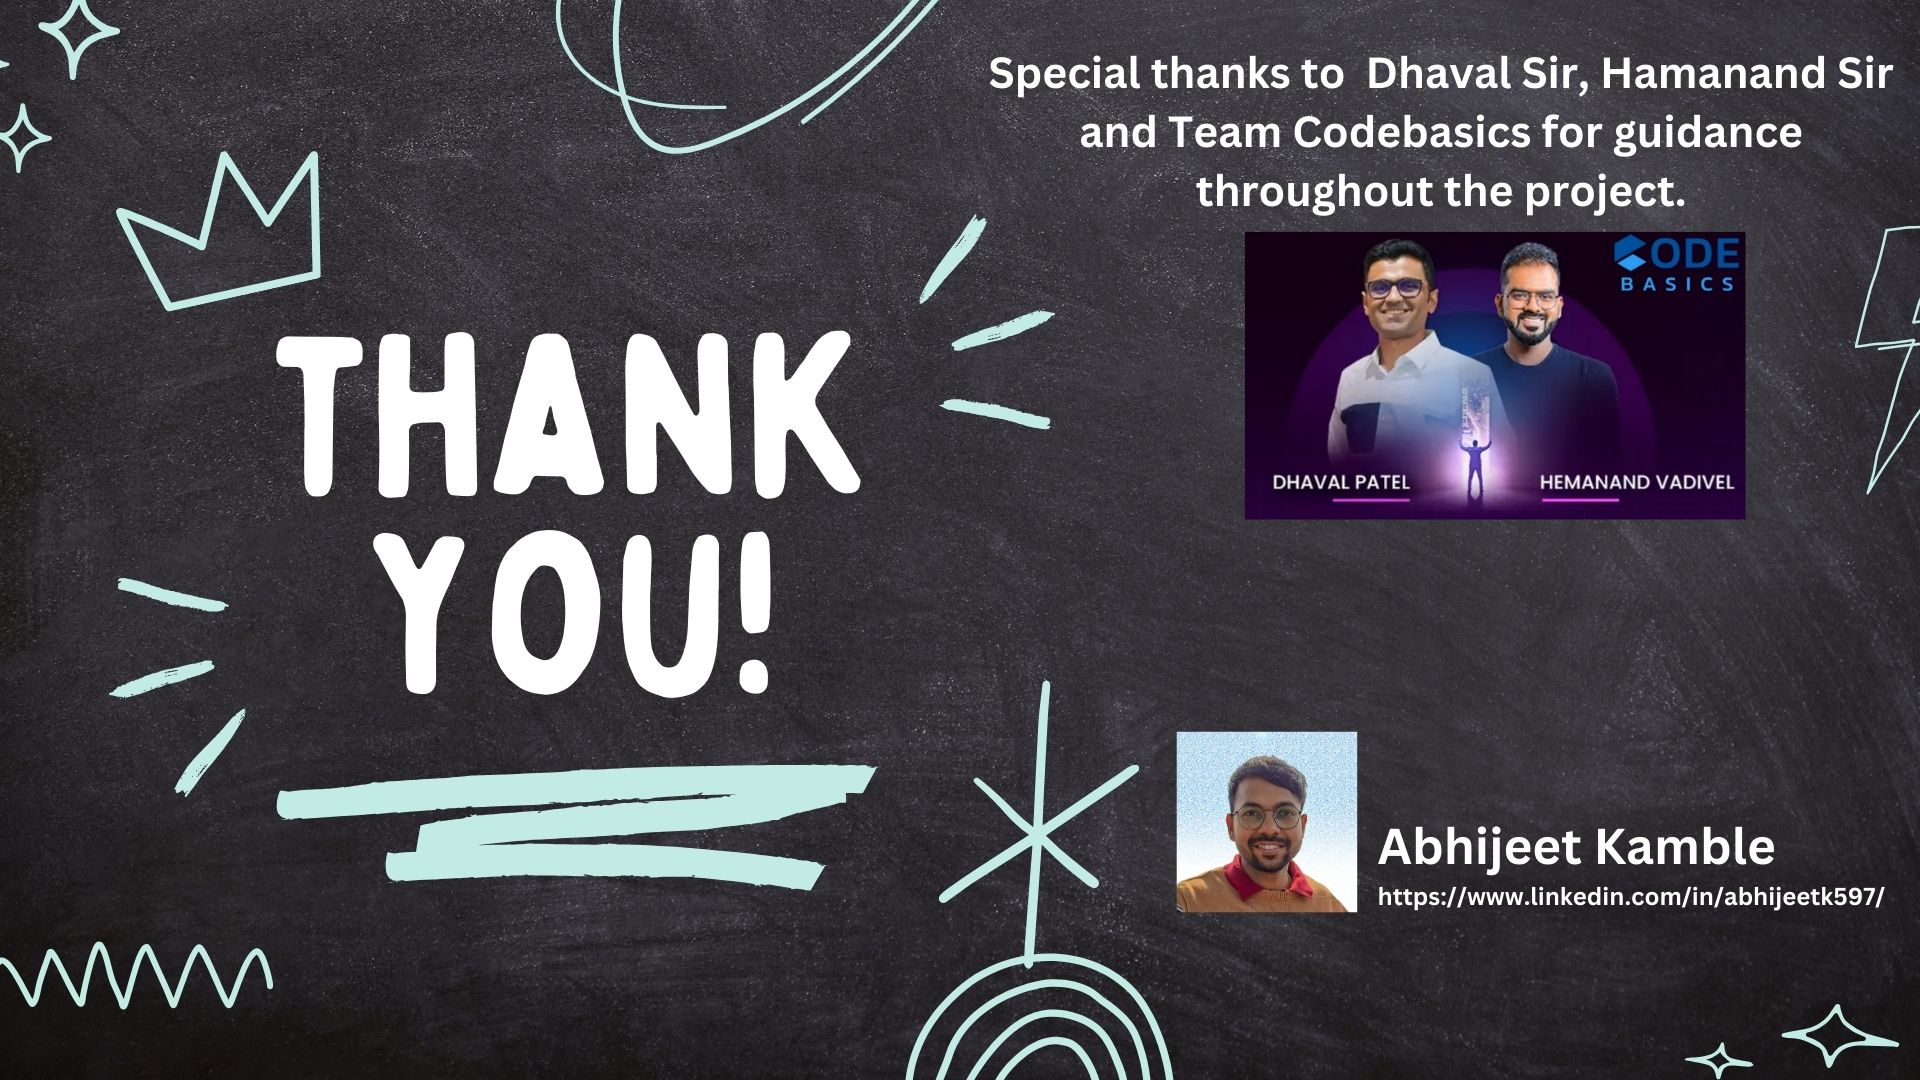 Special thanks to  Dhaval Sir, Hamanand Sir
and Team Codebasics for guidance
throughout the project.
CODE
BASICS
DHAVAL PATEL
HEMANAND VADIVEL
THANK
YOU!
Abhijeet Kamble
https://www.linkedin.com/in/abhijeetk597/